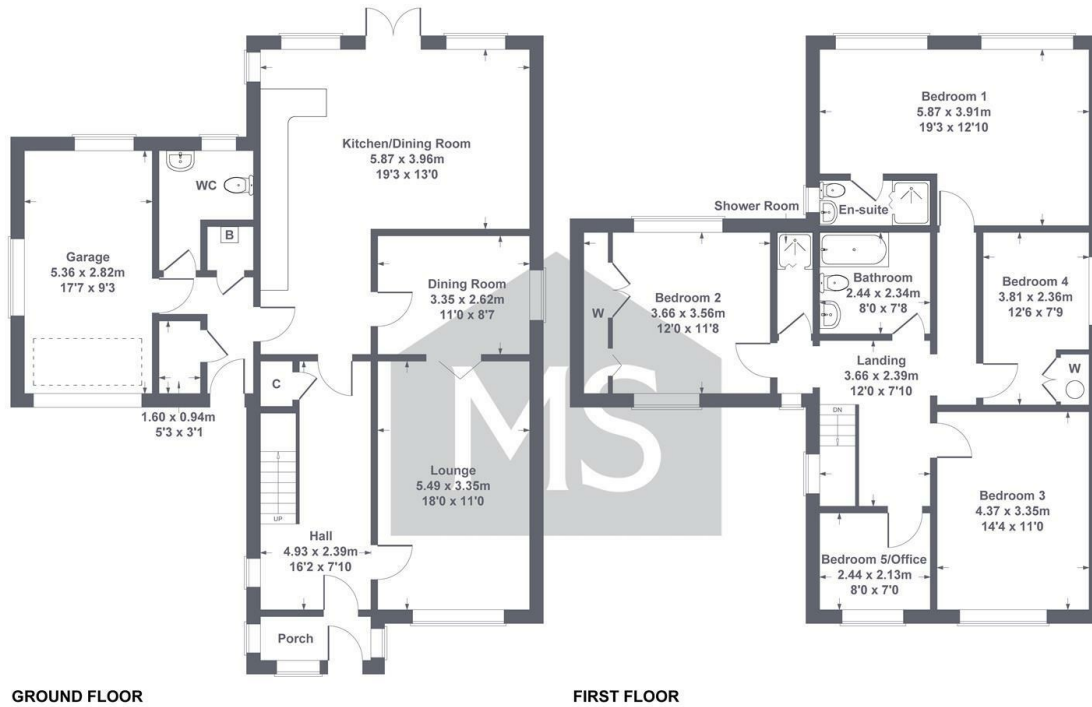 Kitchen/Dining Room
5.87 x 3.96m
19'3 x 13'0
WC
B
Garage
5.36 x 2.82m
17'7 x 9'3
Dining Room
3.35 x 2.62m
11'0 x 8'7
C
1.60 x 0.94m
5'3 x 3'1
MS
Lounge
5.49 x 3.35m
18'0 x 11'0
UP
Hall
4.93 x 2.39m
16'2 x 7'10
Porch
GROUND FLOOR
Bedroom 1
5.87 x 3.91m
19'3 x 12'10
Shower Room
En-suite
W
Bedroom 2
3.66 x 3.56m
12'0 x 11'8
Bathroom
2.44 x 2.34m
8'0 x 7'8
Bedroom 4
3.81 x 2.36m
12'6 x 7'9
W
Landing
3.66 x 2.39m
12'0 x 7'10
DN
Bedroom 3
4.37 x 3.35m
14'4 x 11'0
Bedroom 5/Office
2.44 x 2.13m
8'0 x 7'0
FIRST FLOOR